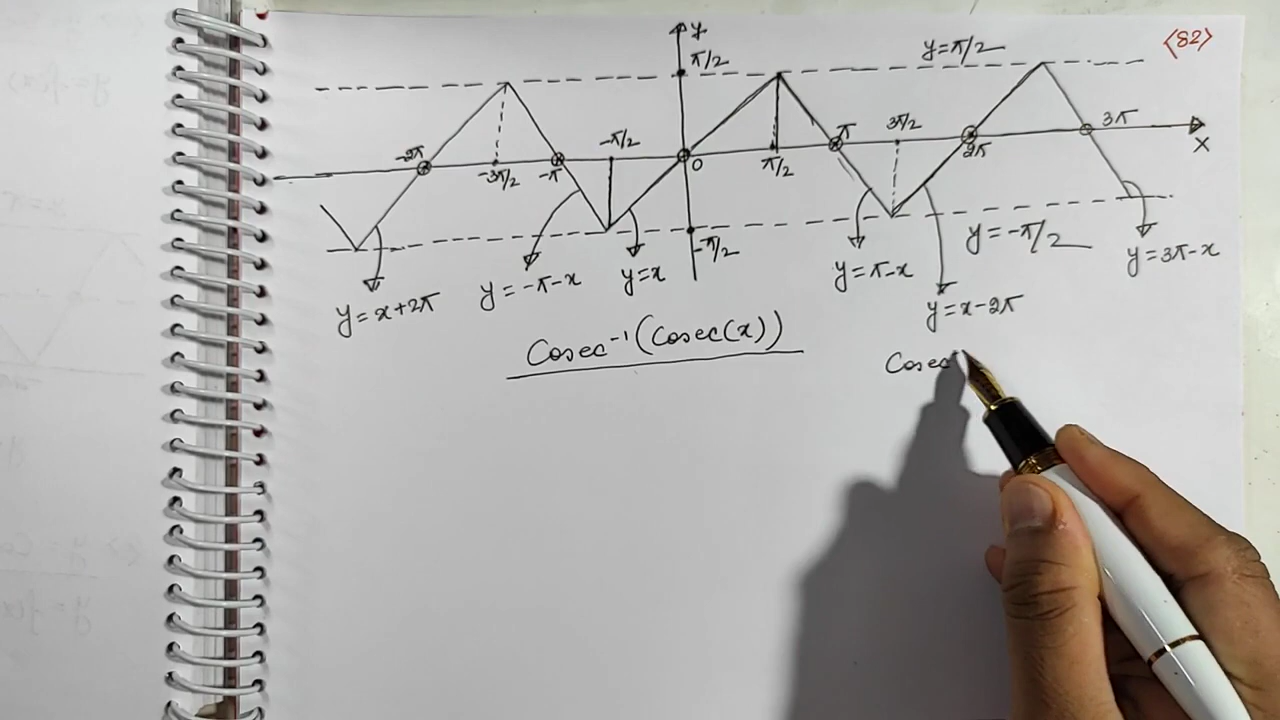 <82>
y
π/2
y=π/2
-2π
-3π/2
-π
-π/2
0
π/2
π
3π/2
2π
3π
X
-π/2
y=-π/2
y=x+2π
y=-π-x
y=x
y=π-x
y=x-2π
y=3π-x
Cosec⁻¹(Cosec(x))
Cosec